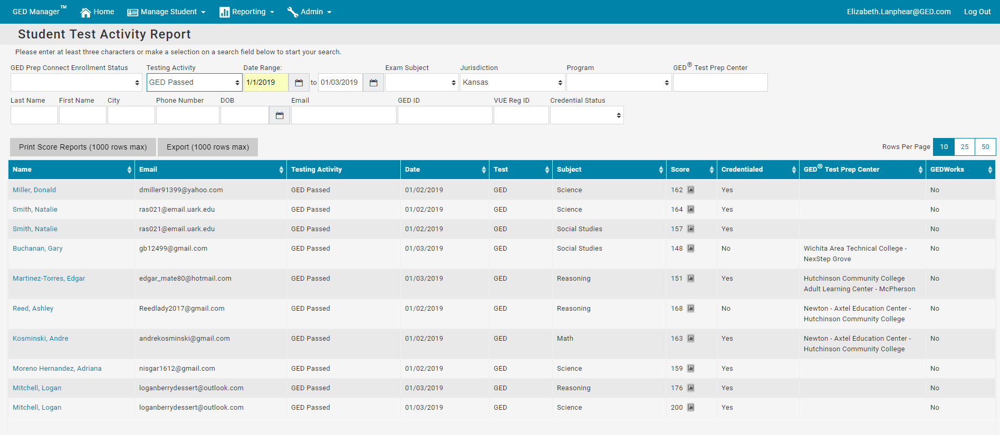 GED Manager™ Home Manage Student Reporting Admin Elizabeth.Lanphear@GED.com Log Out
Student Test Activity Report
Please enter at least three characters or make a selection on a search field below to start your search.
GED Prep Connect Enrollment Status Testing Activity Date Range: Exam Subject Jurisdiction Program GED® Test Prep Center
GED Passed 1/1/2019 to 01/03/2019 Kansas
Last Name First Name City Phone Number DOB Email GED ID VUE Reg ID Credential Status
Print Score Reports (1000 rows max) Export (1000 rows max) Rows Per Page 10 25 50
Name Email Testing Activity Date Test Subject Score Credentialed GED® Test Prep Center GEDWorks
Miller, Donald dmiller91399@yahoo.com GED Passed 01/02/2019 GED Science 162 Yes No
Smith, Natalie ras021@email.uark.edu GED Passed 01/02/2019 GED Science 164 Yes No
Smith, Natalie ras021@email.uark.edu GED Passed 01/02/2019 GED Social Studies 157 Yes No
Buchanan, Gary gb12499@gmail.com GED Passed 01/03/2019 GED Social Studies 148 No Wichita Area Technical College - No
NexStep Grove
Martinez-Torres, Edgar edgar_mate80@hotmail.com GED Passed 01/03/2019 GED Reasoning 151 Yes Hutchinson Community College No
Adult Learning Center - McPherson
Reed, Ashley Reedlady2017@gmail.com GED Passed 01/02/2019 GED Reasoning 168 No Newton - Axtel Education Center - No
Hutchinson Community College
Kosminski, Andre andrekosminski@gmail.com GED Passed 01/02/2019 GED Math 163 Yes Newton - Axtel Education Center - No
Hutchinson Community College
Moreno Hernandez, Adriana nisgar1612@gmail.com GED Passed 01/02/2019 GED Science 159 Yes No
Mitchell, Logan loganberrydessert@outlook.com GED Passed 01/03/2019 GED Reasoning 176 Yes No
Mitchell, Logan loganberrydessert@outlook.com GED Passed 01/03/2019 GED Science 200 Yes No